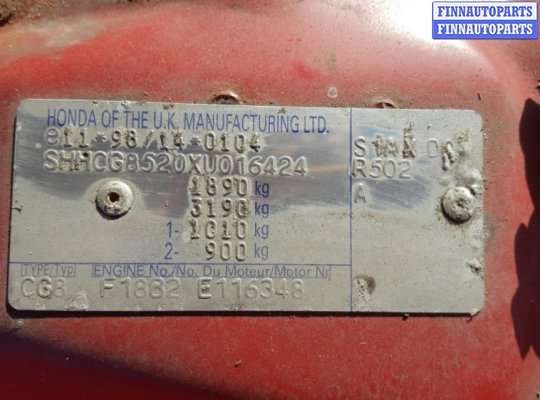 FINNAUTOPARTS
FINNAUTOPARTS
HONDA OF THE U.K. MANUFACTURING LTD.
e11*98/14*0104
SHHCG8520XU016424
R502
1890 kg
A
3190 kg
1- 1010 kg
2- 900 kg
TYPE/TYP ENGINE No./No. Du Moteur/Motor Nr
CG8 F18B2 E116348